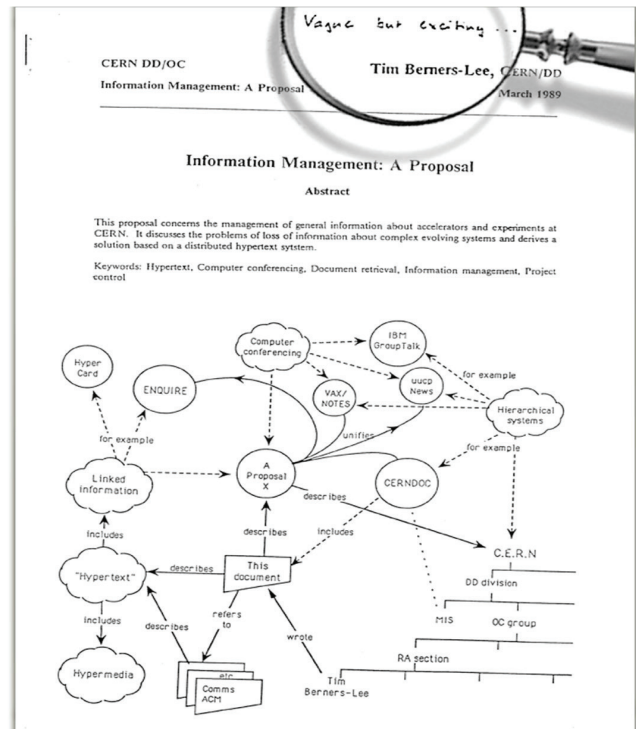 Vague but exciting ...
CERN DD/OC
Tim Berners-Lee, CERN/DD
Information Management: A Proposal
March 1989
Information Management: A Proposal
Abstract
This proposal concerns the management of general information about accelerators and experiments at
CERN. It discusses the problems of loss of information about complex evolving systems and derives a
solution based on a distributed hypertext sytstem.
Keywords: Hypertext, Computer conferencing, Document retrieval, Information management, Project
control
IBM
GroupTalk
Computer
conferencing
Hyper
Card
ENQUIRE
VAX/
NOTES
uucp
News
for example
Hierarchical
systems
for example
unifies
for example
Linked
information
A
Proposal
X
CERNDOC
describes
includes
describes
includes
C.E.R.N
"Hypertext"
describes
This
document
DD division
includes
describes
refers
to
wrote
MIS
OC group
RA section
Hypermedia
etc
Comms
ACM
Tim
Berners-Lee